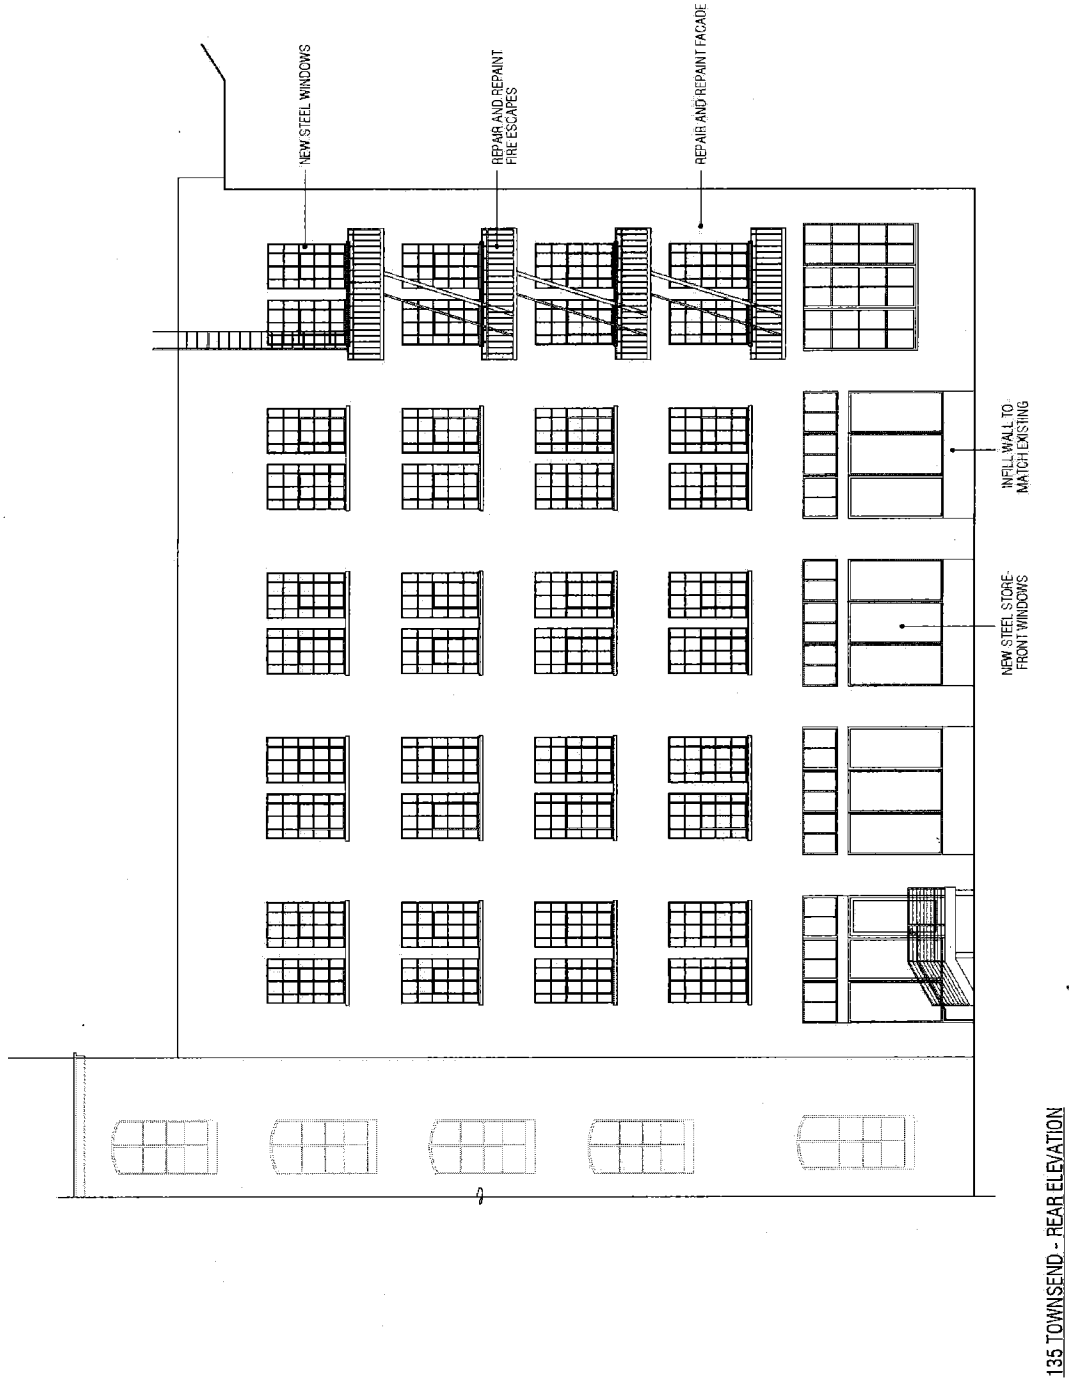 NEW STEEL WINDOWS
REPAIR AND REPAINT
FIRE ESCAPES
REPAIR AND REPAINT FACADE
INFILL WALL TO
MATCH EXISTING
NEW STEEL STORE-
FRONT WINDOWS
135 TOWNSEND - REAR ELEVATION